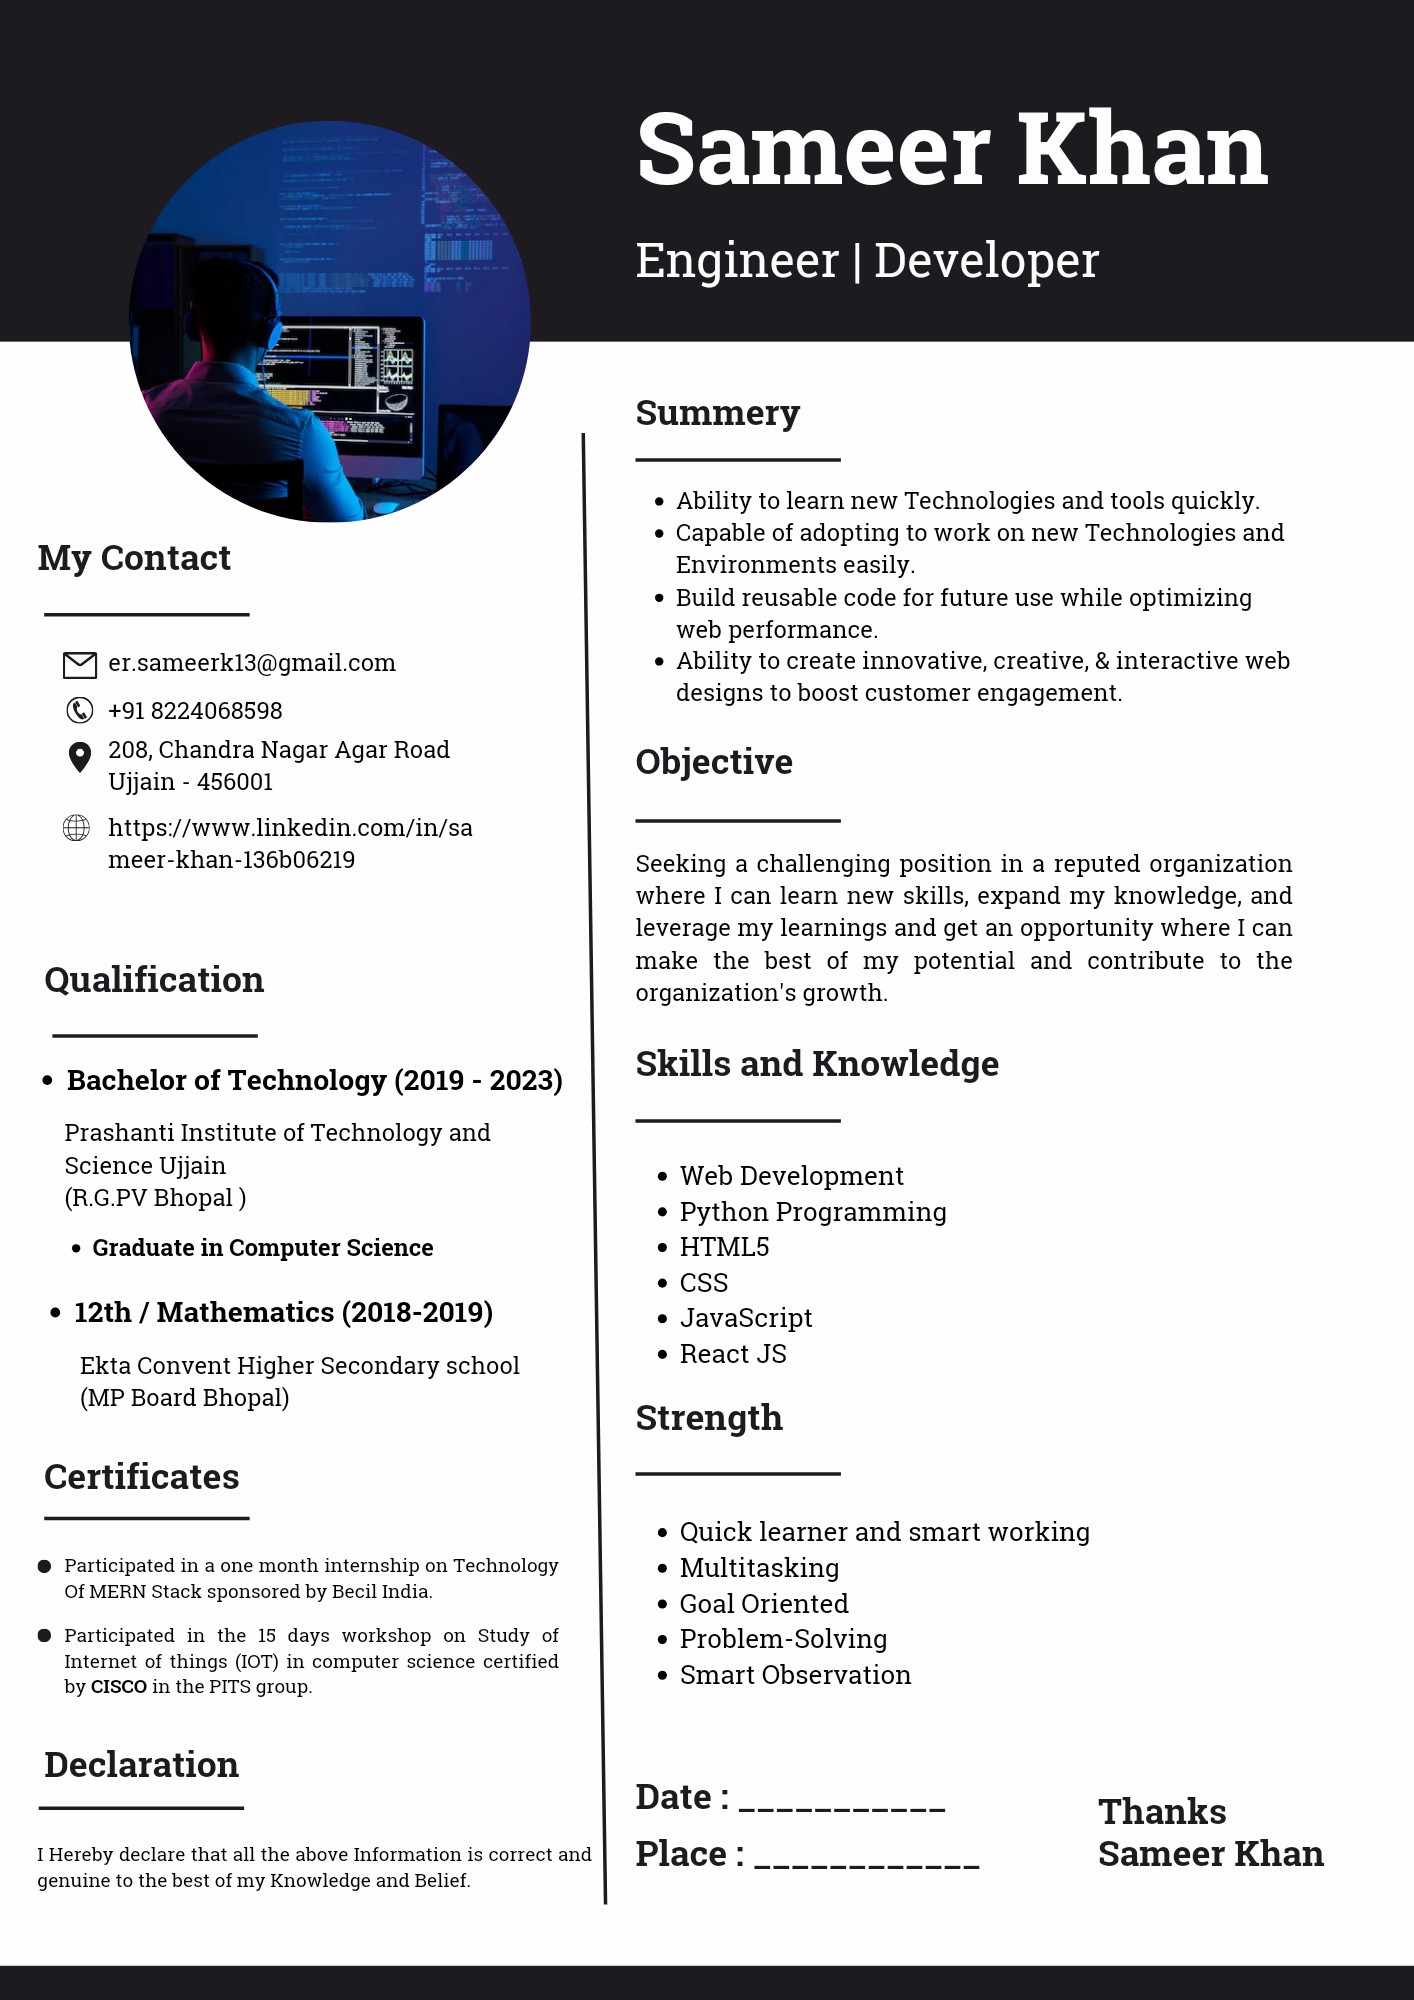 Sameer Khan
Engineer | Developer
My Contact
er.sameerk13@gmail.com
+91 8224068598
208, Chandra Nagar Agar Road
Ujjain - 456001
https://www.linkedin.com/in/sa
meer-khan-136b06219
Qualification
• Bachelor of Technology (2019 - 2023)
Prashanti Institute of Technology and
Science Ujjain
(R.G.PV Bhopal )
• Graduate in Computer Science
• 12th / Mathematics (2018-2019)
Ekta Convent Higher Secondary school
(MP Board Bhopal)
Certificates
● Participated in a one month internship on Technology
Of MERN Stack sponsored by Becil India.
● Participated in the 15 days workshop on Study of
Internet of things (IOT) in computer science certified
by CISCO in the PITS group.
Declaration
I Hereby declare that all the above Information is correct and
genuine to the best of my Knowledge and Belief.
Summery
• Ability to learn new Technologies and tools quickly.
• Capable of adopting to work on new Technologies and
Environments easily.
• Build reusable code for future use while optimizing
web performance.
• Ability to create innovative, creative, & interactive web
designs to boost customer engagement.
Objective
Seeking a challenging position in a reputed organization
where I can learn new skills, expand my knowledge, and
leverage my learnings and get an opportunity where I can
make the best of my potential and contribute to the
organization's growth.
Skills and Knowledge
• Web Development
• Python Programming
• HTML5
• CSS
• JavaScript
• React JS
Strength
• Quick learner and smart working
• Multitasking
• Goal Oriented
• Problem-Solving
• Smart Observation
Date : ___________
Place : ____________
Thanks
Sameer Khan